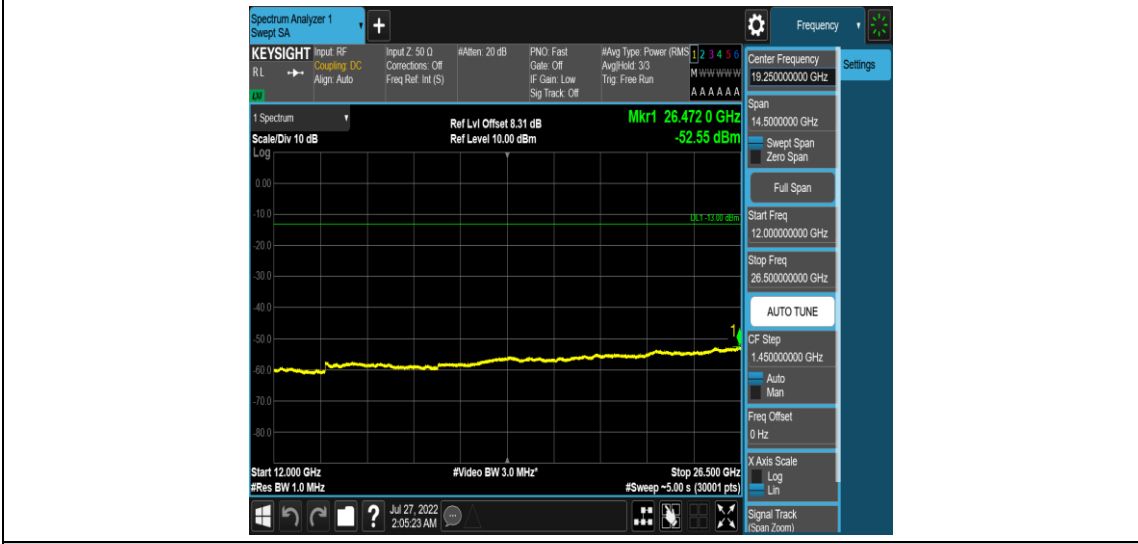 Spectrum Analyzer 1
Swept SA
+
Frequency
KEYSIGHT
RL
Input: RF
Coupling: DC
Align: Auto
Input Z: 50 Ω
Corrections: Off
Freq Ref: Int (S)
#Atten: 20 dB
PNO: Fast
Gate: Off
IF Gain: Low
Sig Track: Off
#Avg Type: Power (RMS
Avg|Hold: 3/3
Trig: Free Run
1 2 3 4 5 6
M W W W W W
A A A A A A
1 Spectrum
Scale/Div 10 dB
Log
Ref Lvl Offset 8.31 dB
Ref Level 10.00 dBm
Mkr1 26.472 0 GHz
-52.55 dBm
0.00
-10.0
DL1 -13.00 dBm
-20.0
-30.0
-40.0
1
-50.0
-60.0
-70.0
-80.0
Start 12.000 GHz
#Res BW 1.0 MHz
#Video BW 3.0 MHz*
Stop 26.500 GHz
#Sweep ~5.00 s (30001 pts)
?
Jul 27, 2022
2:05:23 AM
Center Frequency
19.250000000 GHz
Span
14.5000000 GHz
Swept Span
Zero Span
Full Span
Start Freq
12.000000000 GHz
Stop Freq
26.500000000 GHz
AUTO TUNE
CF Step
1.450000000 GHz
Auto
Man
Freq Offset
0 Hz
X Axis Scale
Log
Lin
Signal Track
(Span Zoom)
Settings